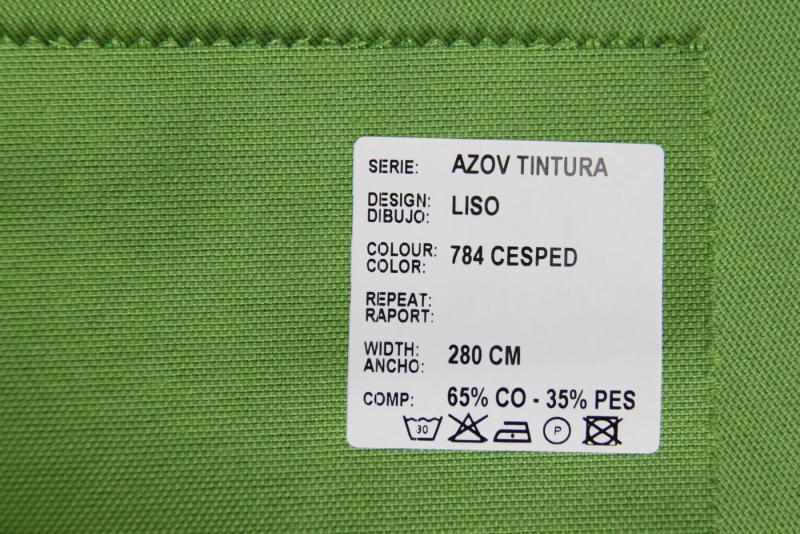 SERIE: AZOV TINTURA
DESIGN: LISO
DIBUJO:
COLOUR: 784 CESPED
COLOR:
REPEAT:
RAPORT:
WIDTH: 280 CM
ANCHO:
COMP: 65% CO - 35% PES
30 P